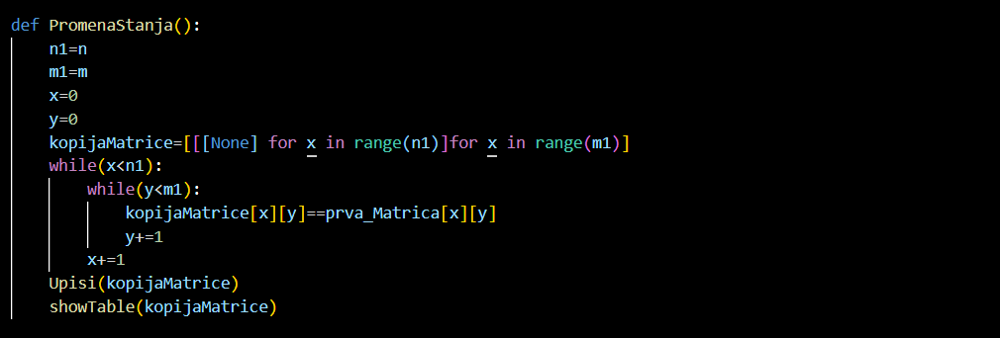 def PromenaStanja():
    n1=n
    m1=m
    x=0
    y=0
    kopijaMatrice=[[[None] for x in range(n1)]for x in range(m1)]
    while(x<n1):
        while(y<m1):
            kopijaMatrice[x][y]==prva_Matrica[x][y]
            y+=1
        x+=1
    Upisi(kopijaMatrice)
    showTable(kopijaMatrice)